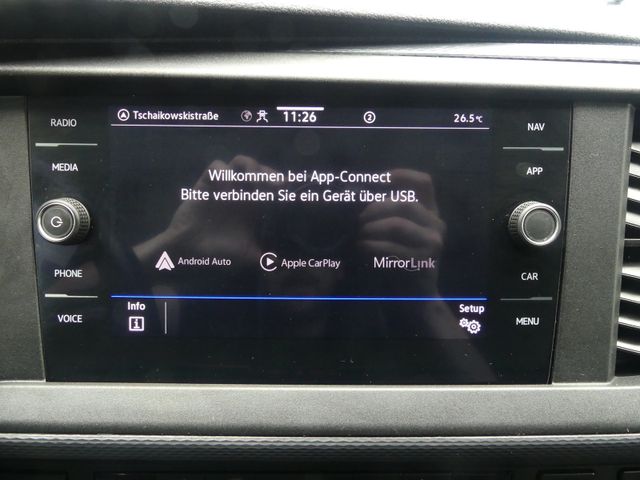 RADIO
MEDIA
PHONE
VOICE
Tschaikowskistraße 11:26 2 26.5°C
Willkommen bei App-Connect
Bitte verbinden Sie ein Gerät über USB.
Android Auto Apple CarPlay MirrorLink
Info Setup
i
NAV
APP
CAR
MENU